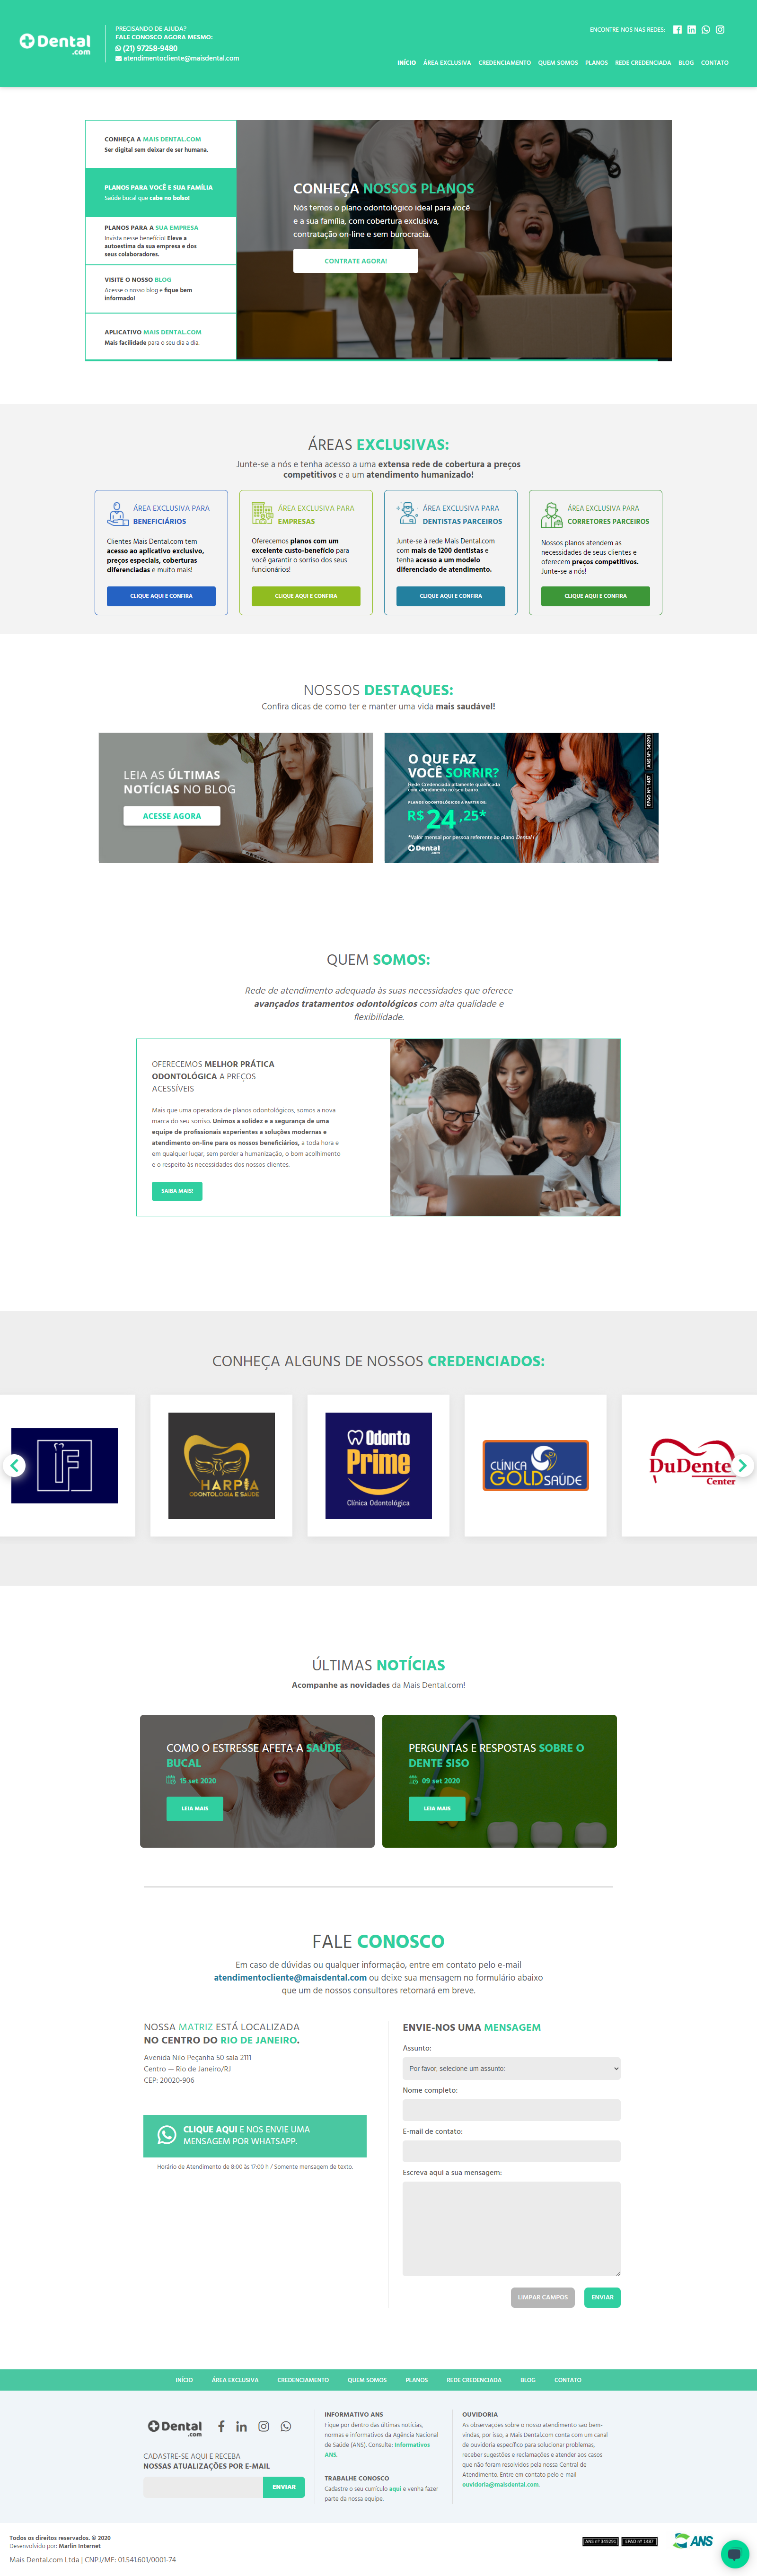 Dental
.com
PRECISANDO DE AJUDA?
FALE CONOSCO AGORA MESMO:
(21) 97258-9480
atendimentocliente@maisdental.com
ENCONTRE-NOS NAS REDES:
INÍCIO ÁREA EXCLUSIVA CREDENCIAMENTO QUEM SOMOS PLANOS REDE CREDENCIADA BLOG CONTATO
CONHEÇA A MAIS DENTAL.COM
Ser digital sem deixar de ser humana.
PLANOS PARA VOCÊ E SUA FAMÍLIA
Saúde bucal que cabe no bolso!
PLANOS PARA A SUA EMPRESA
Invista nesse benefício! Eleve a
autoestima da sua empresa e dos
seus colaboradores.
VISITE O NOSSO BLOG
Acesse o nosso blog e fique bem
informado!
APLICATIVO MAIS DENTAL.COM
Mais facilidade para o seu dia a dia.
CONHEÇA NOSSOS PLANOS
Nós temos o plano odontológico ideal para você
e a sua família, com cobertura exclusiva,
contratação on-line e sem burocracia.
CONTRATE AGORA!
ÁREAS EXCLUSIVAS:
Junte-se a nós e tenha acesso a uma extensa rede de cobertura a preços
competitivos e a um atendimento humanizado!
ÁREA EXCLUSIVA PARA
BENEFICIÁRIOS
Clientes Mais Dental.com tem
acesso ao aplicativo exclusivo,
preços especiais, coberturas
diferenciadas e muito mais!
CLIQUE AQUI E CONFIRA
ÁREA EXCLUSIVA PARA
EMPRESAS
Oferecemos planos com um
excelente custo-benefício para
você garantir o sorriso dos seus
funcionários!
CLIQUE AQUI E CONFIRA
ÁREA EXCLUSIVA PARA
DENTISTAS PARCEIROS
Junte-se à rede Mais Dental.com
com mais de 1200 dentistas e
tenha acesso a um modelo
diferenciado de atendimento.
CLIQUE AQUI E CONFIRA
ÁREA EXCLUSIVA PARA
CORRETORES PARCEIROS
Nossos planos atendem as
necessidades de seus clientes e
oferecem preços competitivos.
Junte-se a nós!
CLIQUE AQUI E CONFIRA
NOSSOS DESTAQUES:
Confira dicas de como ter e manter uma vida mais saudável!
LEIA AS ÚLTIMAS
NOTÍCIAS NO BLOG
ACESSE AGORA
O QUE FAZ
VOCÊ SORRIR?
Rede Credenciada altamente qualificada
com atendimento no seu bairro.
PLANOS ODONTOLÓGICOS A PARTIR DE:
R$ 24,25*
*Valor mensal por pessoa referente ao plano Dental I
Dental
.com
EPAO Nº: 1487
ANS Nº: 349291
QUEM SOMOS:
Rede de atendimento adequada às suas necessidades que oferece
avançados tratamentos odontológicos com alta qualidade e
flexibilidade.
OFERECEMOS MELHOR PRÁTICA
ODONTOLÓGICA A PREÇOS
ACESSÍVEIS
Mais que uma operadora de planos odontológicos, somos a nova
marca do seu sorriso. Unimos a solidez e a segurança de uma
equipe de profissionais experientes a soluções modernas e
atendimento on-line para os nossos beneficiários, a toda hora e
em qualquer lugar, sem perder a humanização, o bom acolhimento
e o respeito às necessidades dos nossos clientes.
SAIBA MAIS!
CONHEÇA ALGUNS DE NOSSOS CREDENCIADOS:
IF
HARPIA
ODONTOLOGIA E SAÚDE
Odonto
Prime
Clínica Odontológica
CLÍNICA
GOLD SAÚDE
DuDente
Center
ÚLTIMAS NOTÍCIAS
Acompanhe as novidades da Mais Dental.com!
COMO O ESTRESSE AFETA A SAÚDE
BUCAL
15 set 2020
LEIA MAIS
PERGUNTAS E RESPOSTAS SOBRE O
DENTE SISO
09 set 2020
LEIA MAIS
FALE CONOSCO
Em caso de dúvidas ou qualquer informação, entre em contato pelo e-mail
atendimentocliente@maisdental.com ou deixe sua mensagem no formulário abaixo
que um de nossos consultores retornará em breve.
NOSSA MATRIZ ESTÁ LOCALIZADA
NO CENTRO DO RIO DE JANEIRO.
Avenida Nilo Peçanha 50 sala 2111
Centro — Rio de Janeiro/RJ
CEP: 20020-906
CLIQUE AQUI E NOS ENVIE UMA
MENSAGEM POR WHATSAPP.
Horário de Atendimento de 8:00 às 17:00 h / Somente mensagem de texto.
ENVIE-NOS UMA MENSAGEM
Assunto:
Por favor, selecione um assunto:
Nome completo:
E-mail de contato:
Escreva aqui a sua mensagem:
LIMPAR CAMPOS
ENVIAR
INÍCIO ÁREA EXCLUSIVA CREDENCIAMENTO QUEM SOMOS PLANOS REDE CREDENCIADA BLOG CONTATO
Dental
.com
CADASTRE-SE AQUI E RECEBA
NOSSAS ATUALIZAÇÕES POR E-MAIL
ENVIAR
INFORMATIVO ANS
Fique por dentro das últimas notícias,
normas e informativos da Agência Nacional
de Saúde (ANS). Consulte: Informativos
ANS.
TRABALHE CONOSCO
Cadastre o seu currículo aqui e venha fazer
parte da nossa equipe.
OUVIDORIA
As observações sobre o nosso atendimento são bem-
vindas, por isso, a Mais Dental.com conta com um canal
de ouvidoria específico para solucionar problemas,
receber sugestões e reclamações e atender aos casos
que não foram resolvidos pela nossa Central de
Atendimento. Entre em contato pelo e-mail
ouvidoria@maisdental.com.
Todos os direitos reservados. © 2020
Desenvolvido por: Marlin Internet
Mais Dental.com Ltda | CNPJ/MF: 01.541.601/0001-74
ANS nº 349291
EPAO nº 1487
ANS